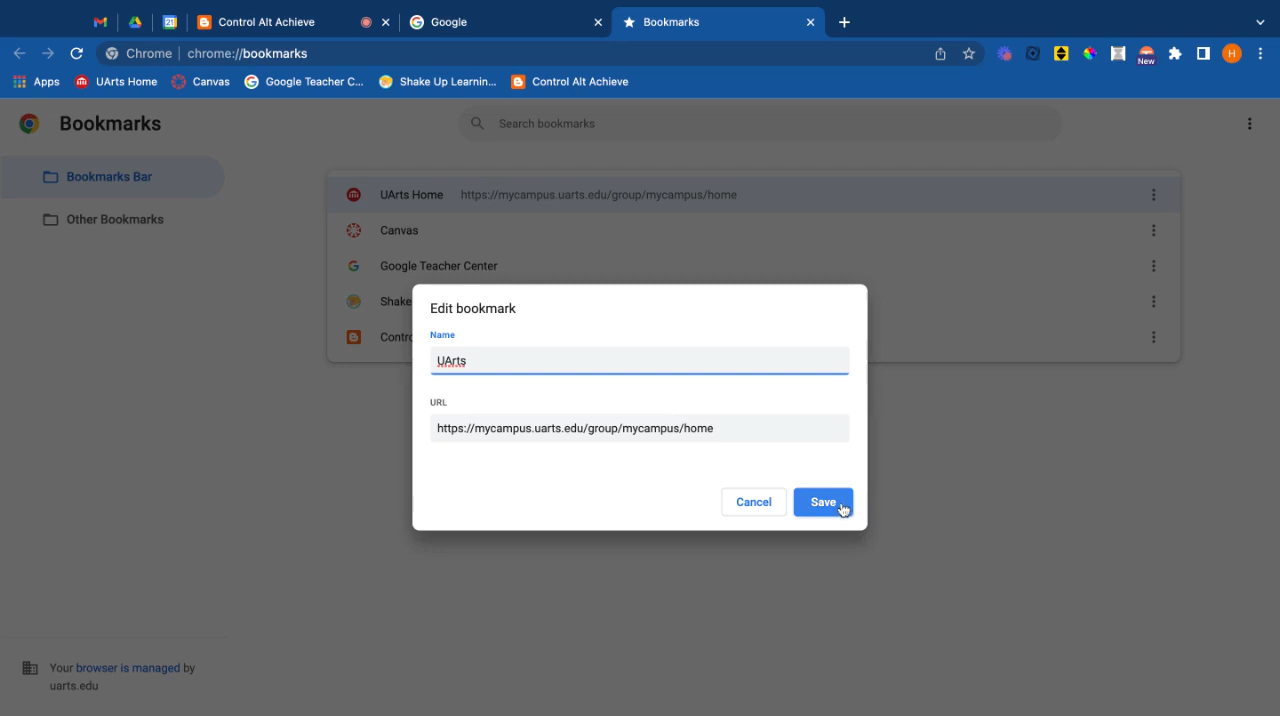 Control Alt Achieve
Google
Bookmarks
Chrome
chrome://bookmarks
New
H
Apps
UArts Home
Canvas
Google Teacher C...
Shake Up Learnin...
Control Alt Achieve
Bookmarks
Search bookmarks
Bookmarks Bar
Other Bookmarks
UArts Home https://mycampus.uarts.edu/group/mycampus/home
Canvas
Google Teacher Center
Shake
Contro
Edit bookmark
Name
UArts
URL
https://mycampus.uarts.edu/group/mycampus/home
Cancel
Save
Your browser is managed by
uarts.edu